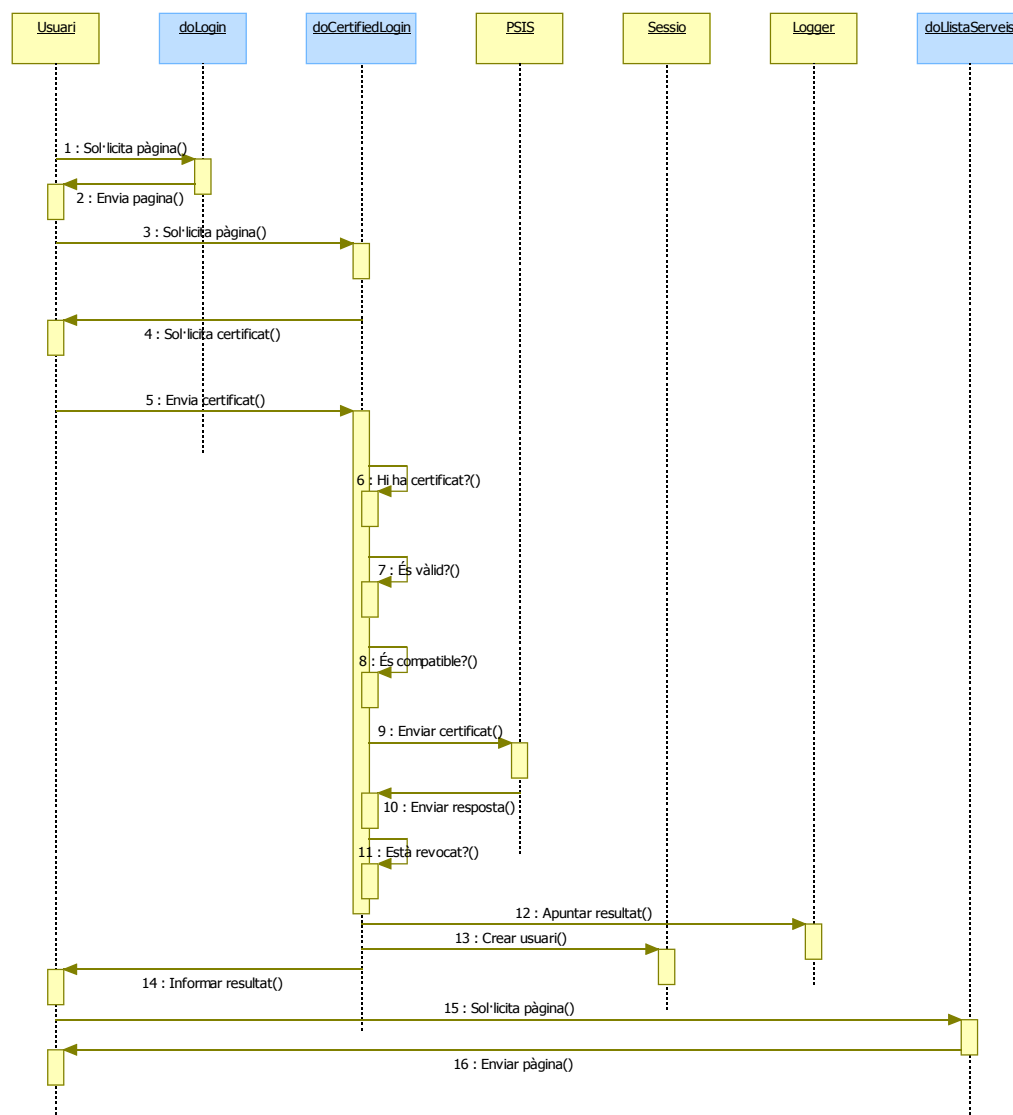 Usuari
doLogin
doCertifiedLogin
PSIS
Sessio
Logger
doLlistaServeis
1 : Sol·licita pàgina()
2 : Envia pagina()
3 : Sol·licita pàgina()
4 : Sol·licita certificat()
5 : Envia certificat()
6 : Hi ha certificat?()
7 : És vàlid?()
8 : És compatible?()
9 : Enviar certificat()
10 : Enviar resposta()
11 : Està revocat?()
12 : Apuntar resultat()
13 : Crear usuari()
14 : Informar resultat()
15 : Sol·licita pàgina()
16 : Enviar pàgina()